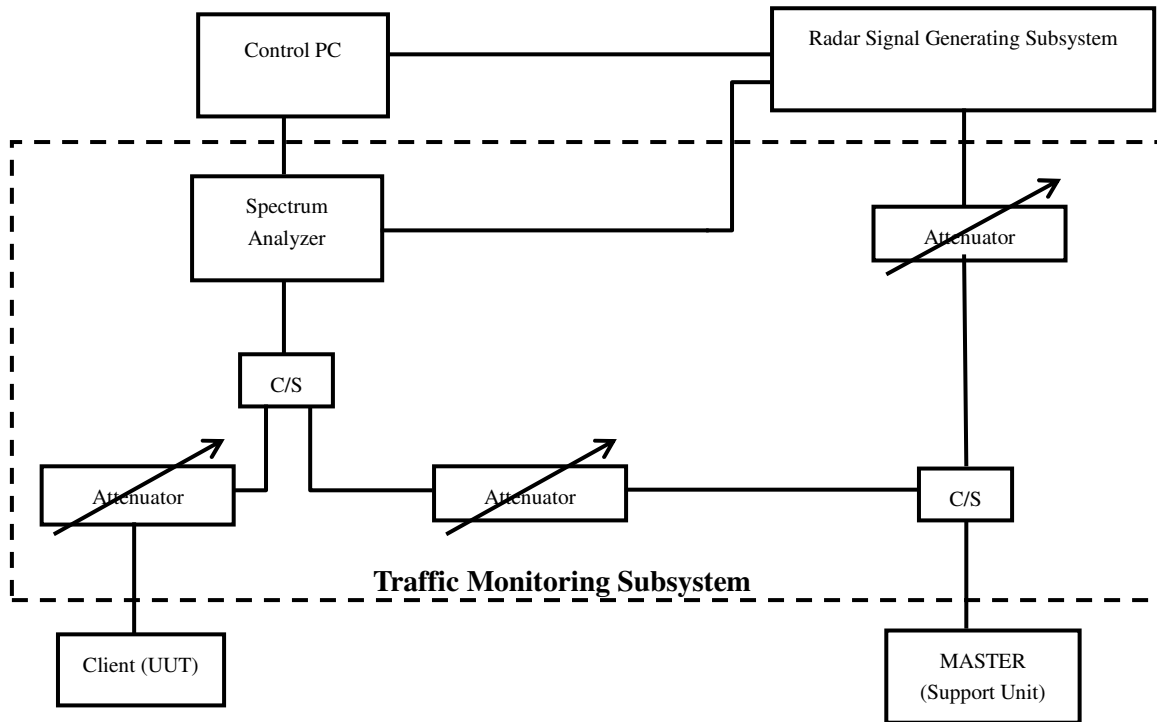 Control PC
Radar Signal Generating Subsystem
Spectrum
Analyzer
Attenuator
C/S
Attenuator
Attenuator
C/S
Traffic Monitoring Subsystem
Client (UUT)
MASTER
(Support Unit)